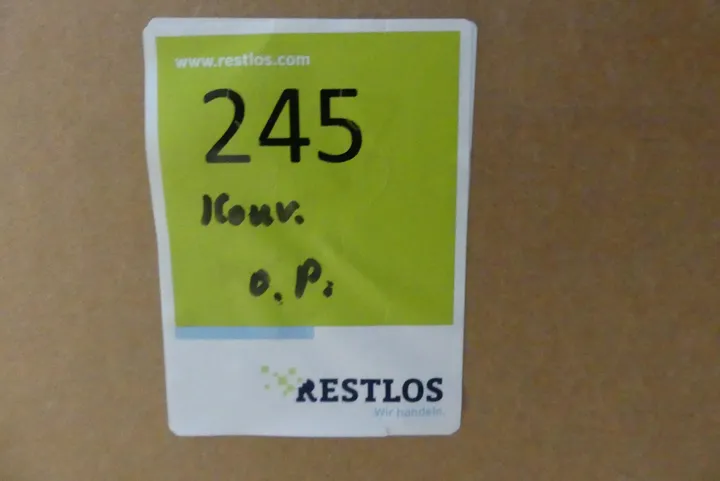 www.restlos.com
245
Kouv.
o.P.
RESTLOS
Wir handeln.